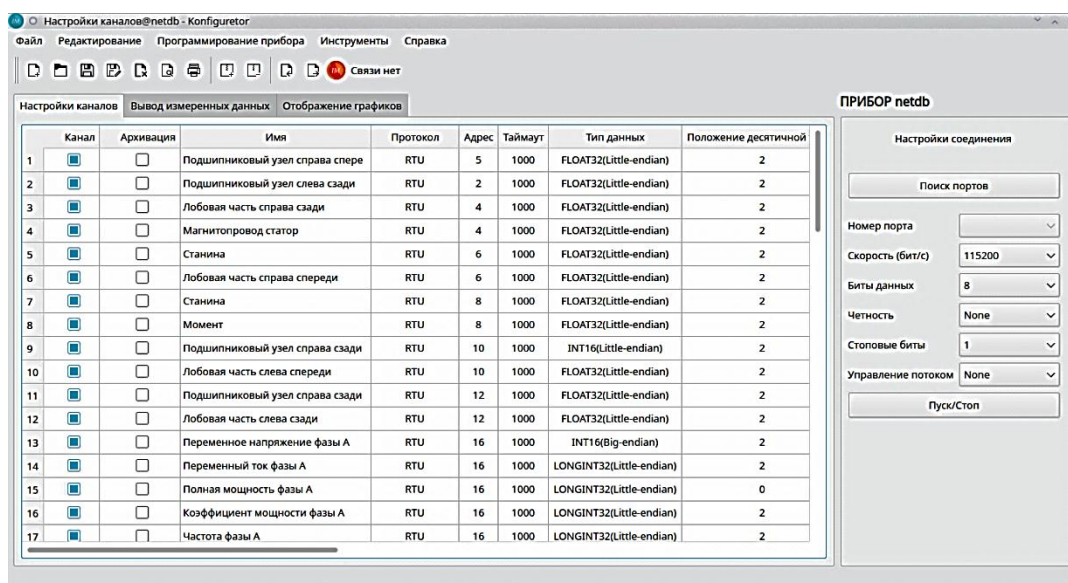 Настройки каналов@netdb - Konfiguretor
Файл Редактирование Программирование прибора Инструменты Справка
Связи нет
Настройки каналов Вывод измеренных данных Отображение графиков
ПРИБОР netdb
Канал Архивация Имя Протокол Адрес Таймаут Тип данных Положение десятичной
1 Подшипниковый узел справа спере RTU 5 1000 FLOAT32(Little-endian) 2
2 Подшипниковый узел слева сзади RTU 2 1000 FLOAT32(Little-endian) 2
3 Лобовая часть справа сзади RTU 4 1000 FLOAT32(Little-endian) 2
4 Магнитопровод статор RTU 4 1000 FLOAT32(Little-endian) 2
5 Станина RTU 6 1000 FLOAT32(Little-endian) 2
6 Лобовая часть справа спереди RTU 6 1000 FLOAT32(Little-endian) 2
7 Станина RTU 8 1000 FLOAT32(Little-endian) 2
8 Момент RTU 8 1000 FLOAT32(Little-endian) 2
9 Подшипниковый узел справа сзади RTU 10 1000 INT16(Little-endian) 2
10 Лобовая часть слева спереди RTU 10 1000 FLOAT32(Little-endian) 2
11 Подшипниковый узел справа сзади RTU 12 1000 FLOAT32(Little-endian) 2
12 Лобовая часть слева сзади RTU 12 1000 FLOAT32(Little-endian) 2
13 Переменное напряжение фазы А RTU 16 1000 INT16(Big-endian) 2
14 Переменный ток фазы А RTU 16 1000 LONGINT32(Little-endian) 2
15 Полная мощность фазы А RTU 16 1000 LONGINT32(Little-endian) 0
16 Коэффициент мощности фазы А RTU 16 1000 LONGINT32(Little-endian) 2
17 Частота фазы А RTU 16 1000 LONGINT32(Little-endian) 2
Настройки соединения
Поиск портов
Номер порта
Скорость (бит/с) 115200
Биты данных 8
Четность None
Стоповые биты 1
Управление потоком None
Пуск/Стоп